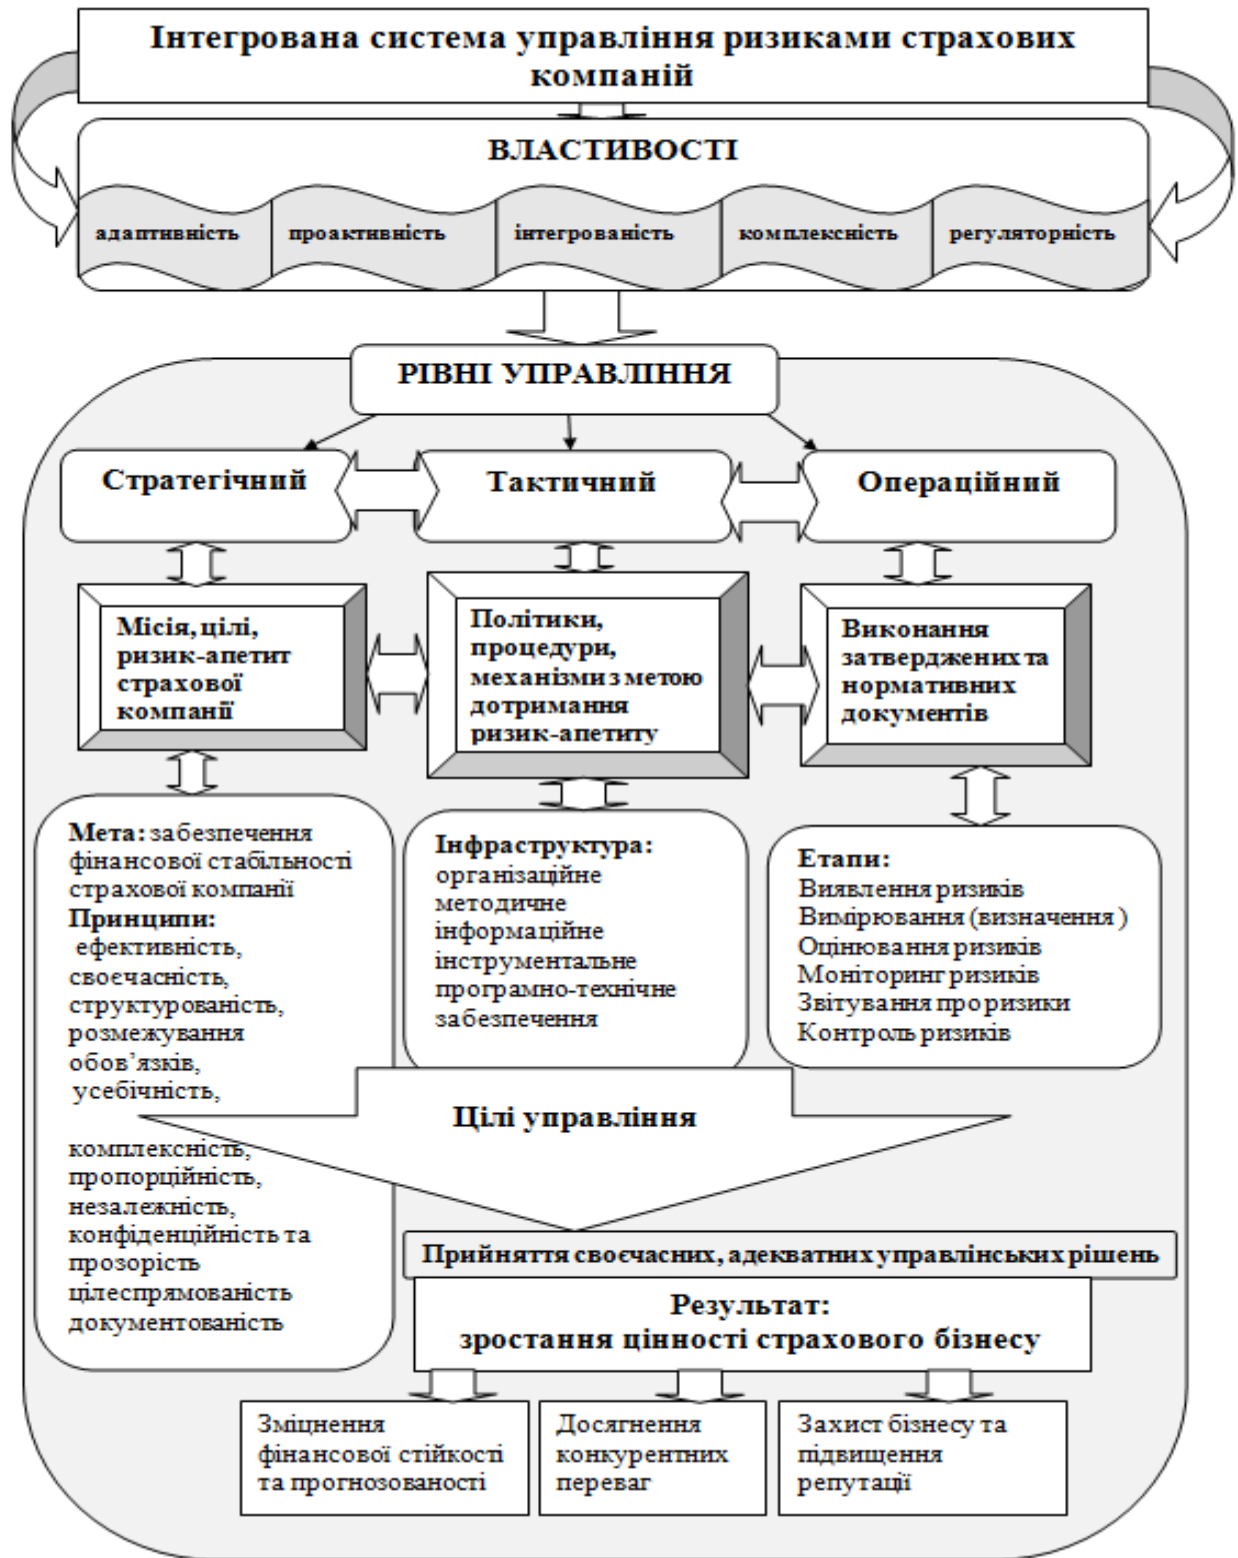 Інтегрована система управління ризиками страхових
компаній
ВЛАСТИВОСТІ
адаптивність
проактивність
інтегрованість
комплексність
регуляторність
РІВНІ УПРАВЛІННЯ
Стратегічний
Тактичний
Операційний
Місія, цілі,
ризик-апетит
страхової
компанії
Політики,
процедури,
механізми з метою
дотримання
ризик-апетиту
Виконання
затверджених та
нормативних
документів
Мета: забезпечення
фінансової стабільності
страхової компанії
Принципи:
ефективність,
своєчасність,
структурованість,
розмежування
обов’язків,
усебічність,
комплексність,
пропорційність,
незалежність,
конфіденційність та
прозорість
цілеспрямованість
документованість
Інфраструктура:
організаційне
методичне
інформаційне
інструментальне
програмно-технічне
забезпечення
Етапи:
Виявлення ризиків
Вимірювання (визначення )
Оцінювання ризиків
Моніторинг ризиків
Звітування про ризики
Контроль ризиків
Цілі управління
Прийняття своєчасних, адекватних управлінських рішень
Результат:
зростання цінності страхового бізнесу
Зміцнення
фінансової стійкості
та прогнозованості
Досягнення
конкурентних
переваг
Захист бізнесу та
підвищення
репутації